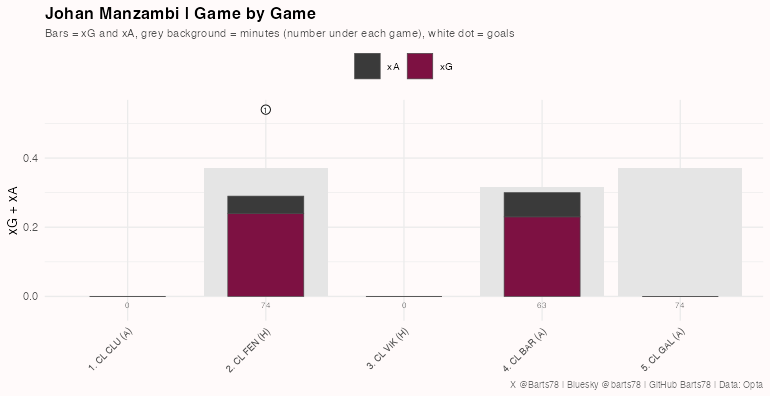 Johan Manzambi | Game by Game
Bars = xG and xA, grey background = minutes (number under each game), white dot = goals
xA xG
1
xG + xA
0.4
0.2
0.0
0 74 0 63 74
1. CL CLU (A)
2. CL FEN (H)
3. CL VIK (H)
4. CL BAR (A)
5. CL GAL (A)
X @Barts78 | Bluesky @barts78 | GitHub Barts78 | Data: Opta